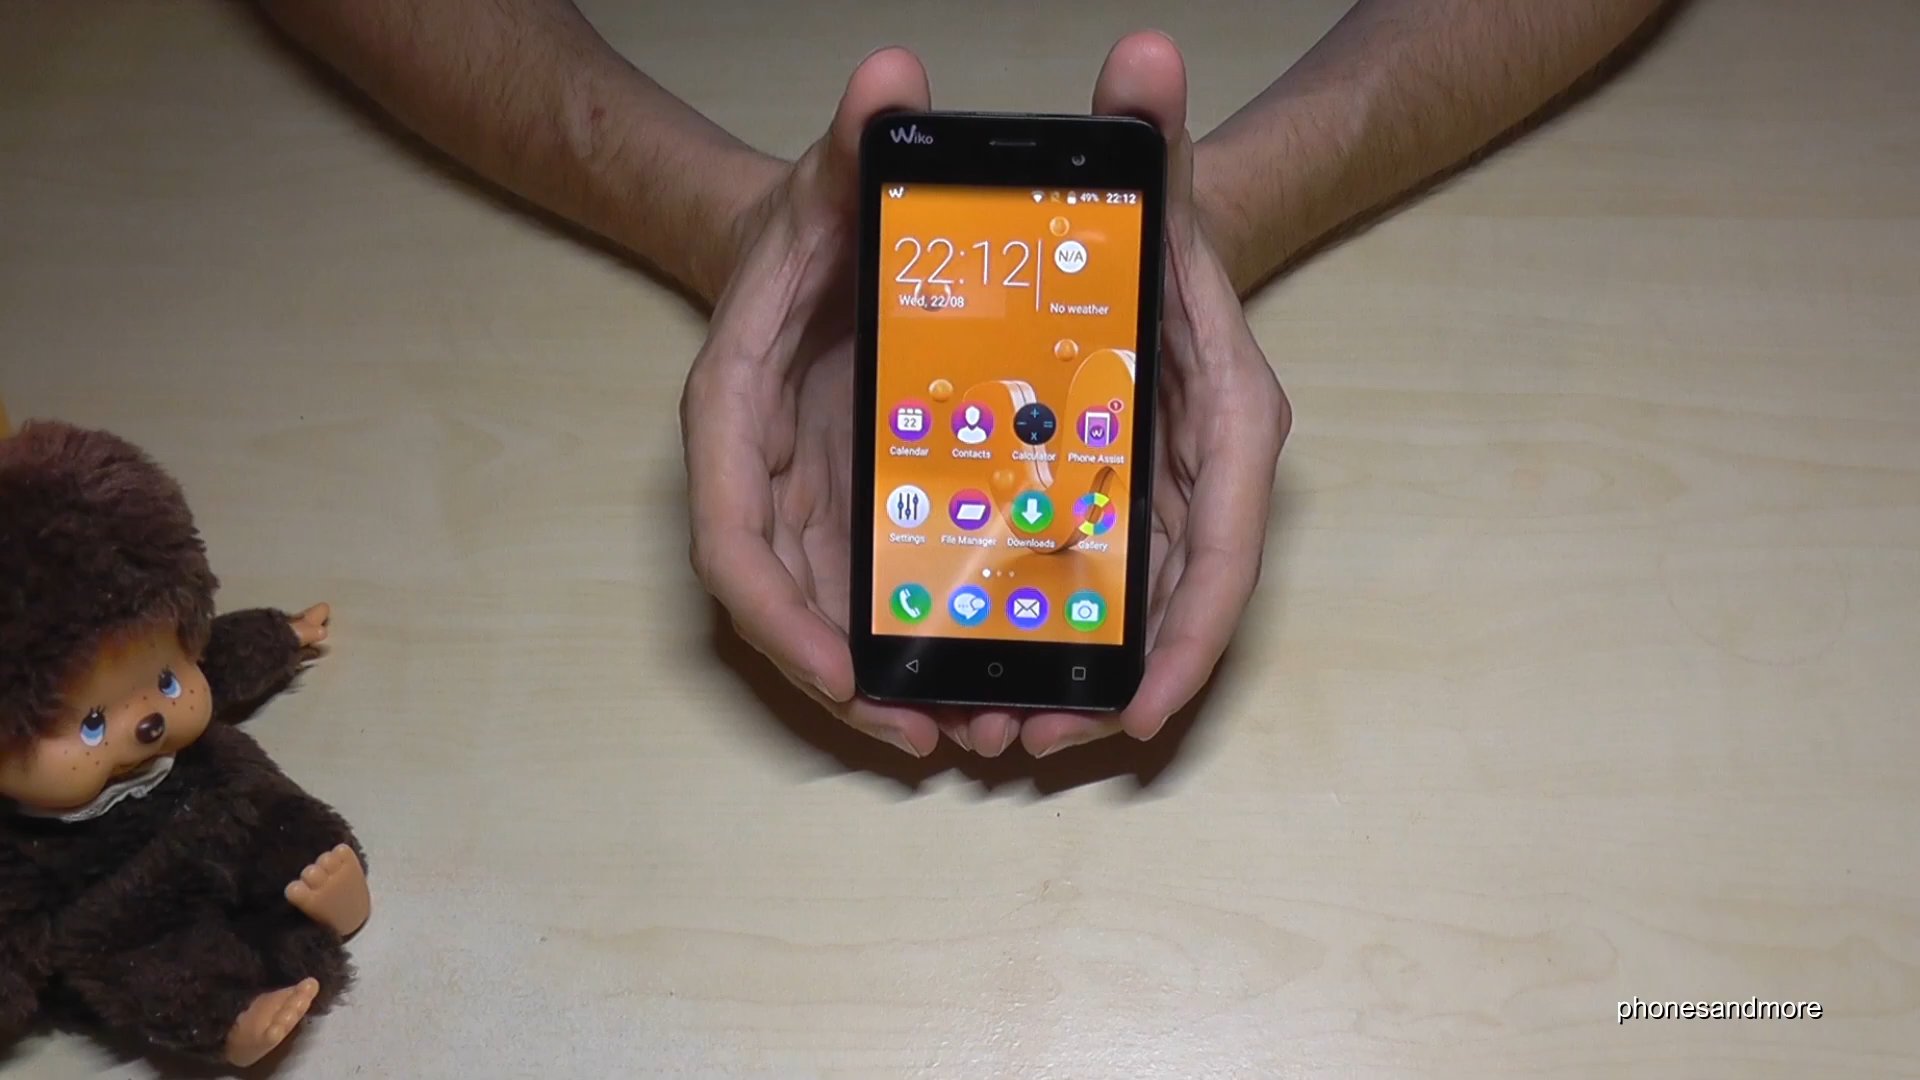 Wiko
49% 22:12
22:12
Wed, 22/08
N/A
No weather
22
1
Calendar
Contacts
Calculator
Phone Assist
Settings
File Manager
Downloads
Gallery
phonesandmore